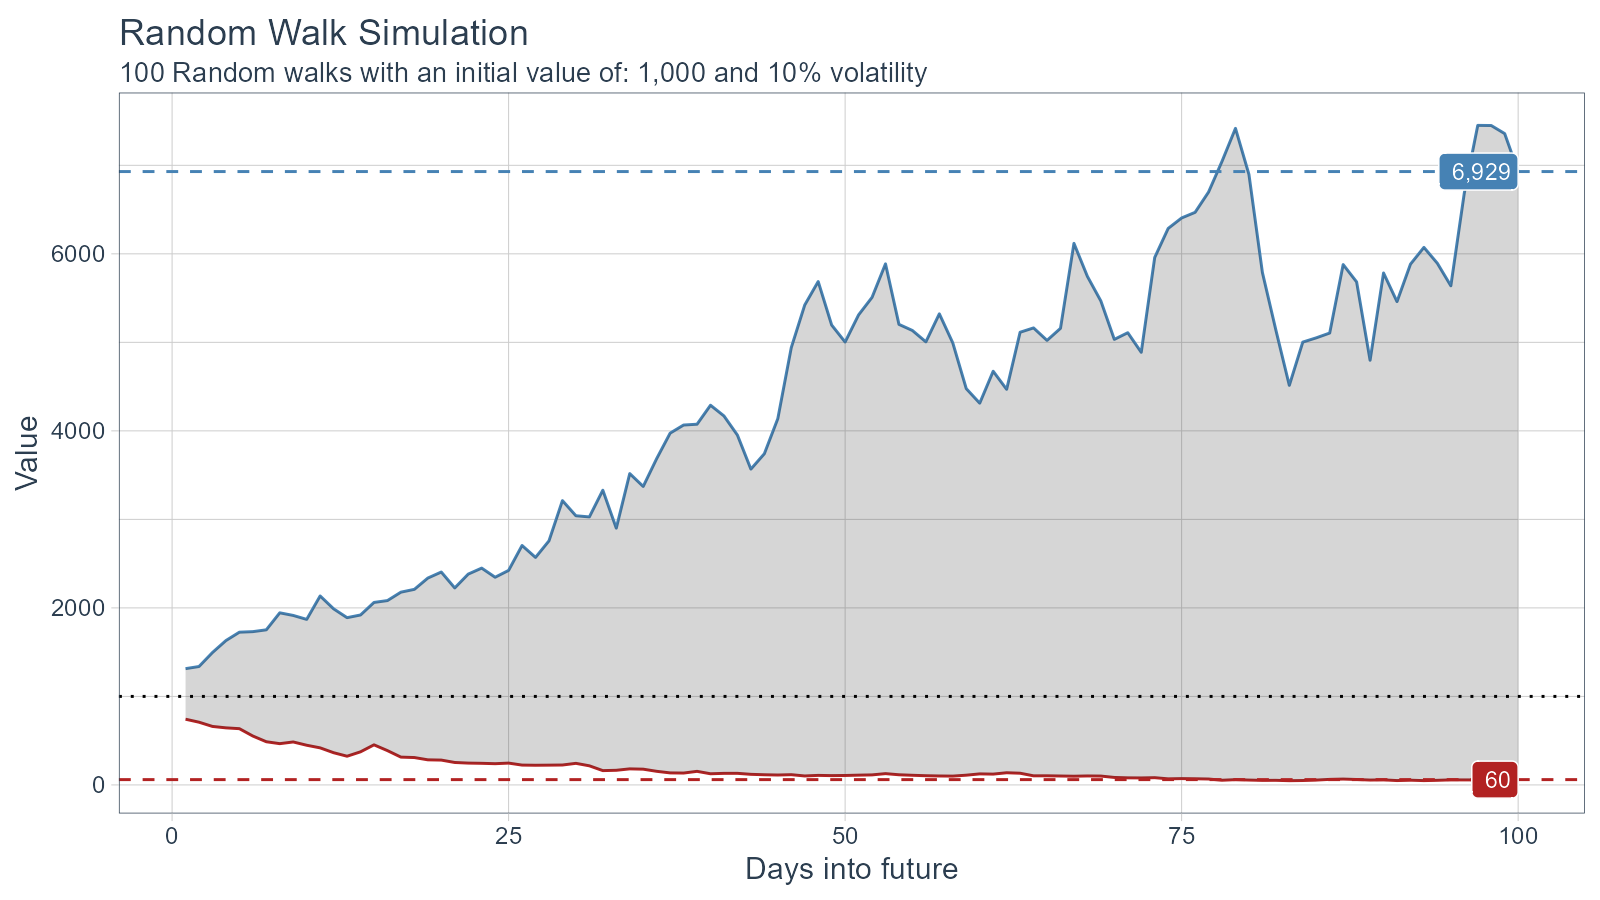 Random Walk Simulation
100 Random walks with an initial value of: 1,000 and 10% volatility
6,929
6000
4000
2000
0
60
Value
0 25 50 75 100
Days into future